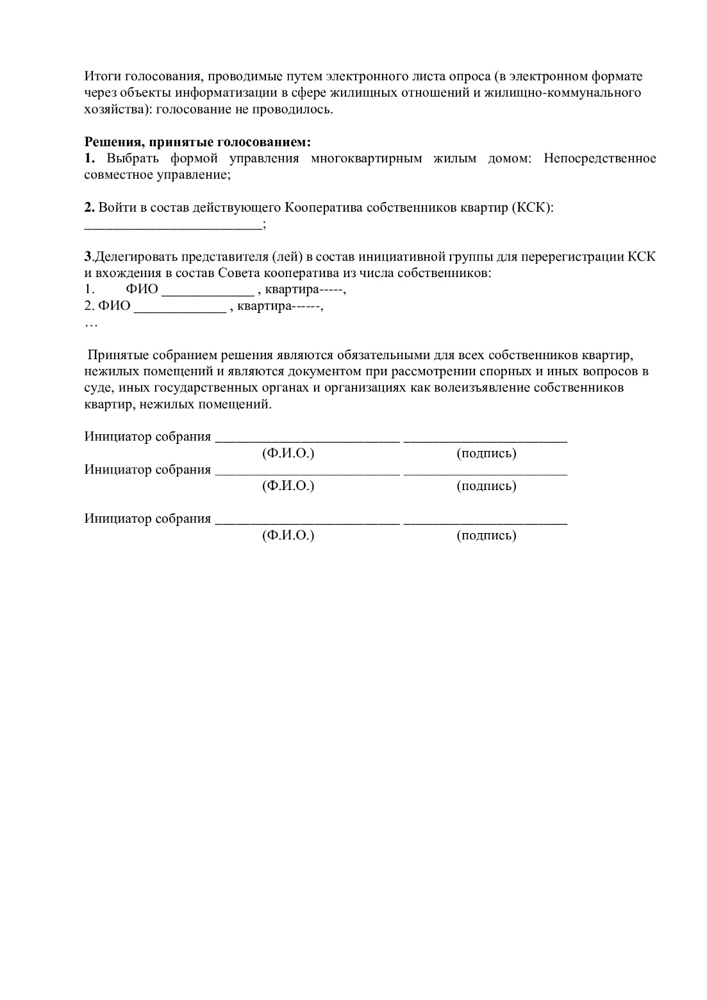 Итоги голосования, проводимые путем электронного листа опроса (в электронном формате
через объекты информатизации в сфере жилищных отношений и жилищно-коммунального
хозяйства): голосование не проводилось.
Решения, принятые голосованием:
1. Выбрать формой управления многоквартирным жилым домом: Непосредственное
совместное управление;
2. Войти в состав действующего Кооператива собственников квартир (КСК):
_________________________;
3.Делегировать представителя (лей) в состав инициативной группы для перерегистрации КСК
и вхождения в состав Совета кооператива из числа собственников:
1. ФИО _____________ , квартира-----,
2. ФИО _____________ , квартира------,
…
Принятые собранием решения являются обязательными для всех собственников квартир,
нежилых помещений и являются документом при рассмотрении спорных и иных вопросов в
суде, иных государственных органах и организациях как волеизъявление собственников
квартир, нежилых помещений.
Инициатор собрания __________________________ _______________________
(Ф.И.О.) (подпись)
Инициатор собрания __________________________ _______________________
(Ф.И.О.) (подпись)
Инициатор собрания __________________________ _______________________
(Ф.И.О.) (подпись)